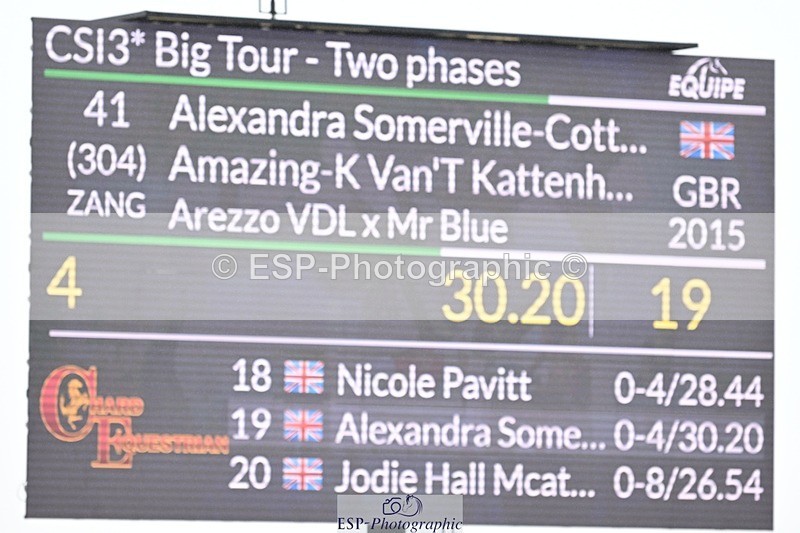 CSI3* Big Tour - Two phases
EQUIPE
41 Alexandra Somerville-Cott...
(304) Amazing-K Van'T Kattenh... GBR
ZANG Arezzo VDL x Mr Blue 2015
© ESP-Photographic ©
4 30.20 19
CHARD
EQUESTRIAN
18 Nicole Pavitt 0-4/28.44
19 Alexandra Some... 0-4/30.20
20 Jodie Hall Mcat... 0-8/26.54
ESP-Photographic